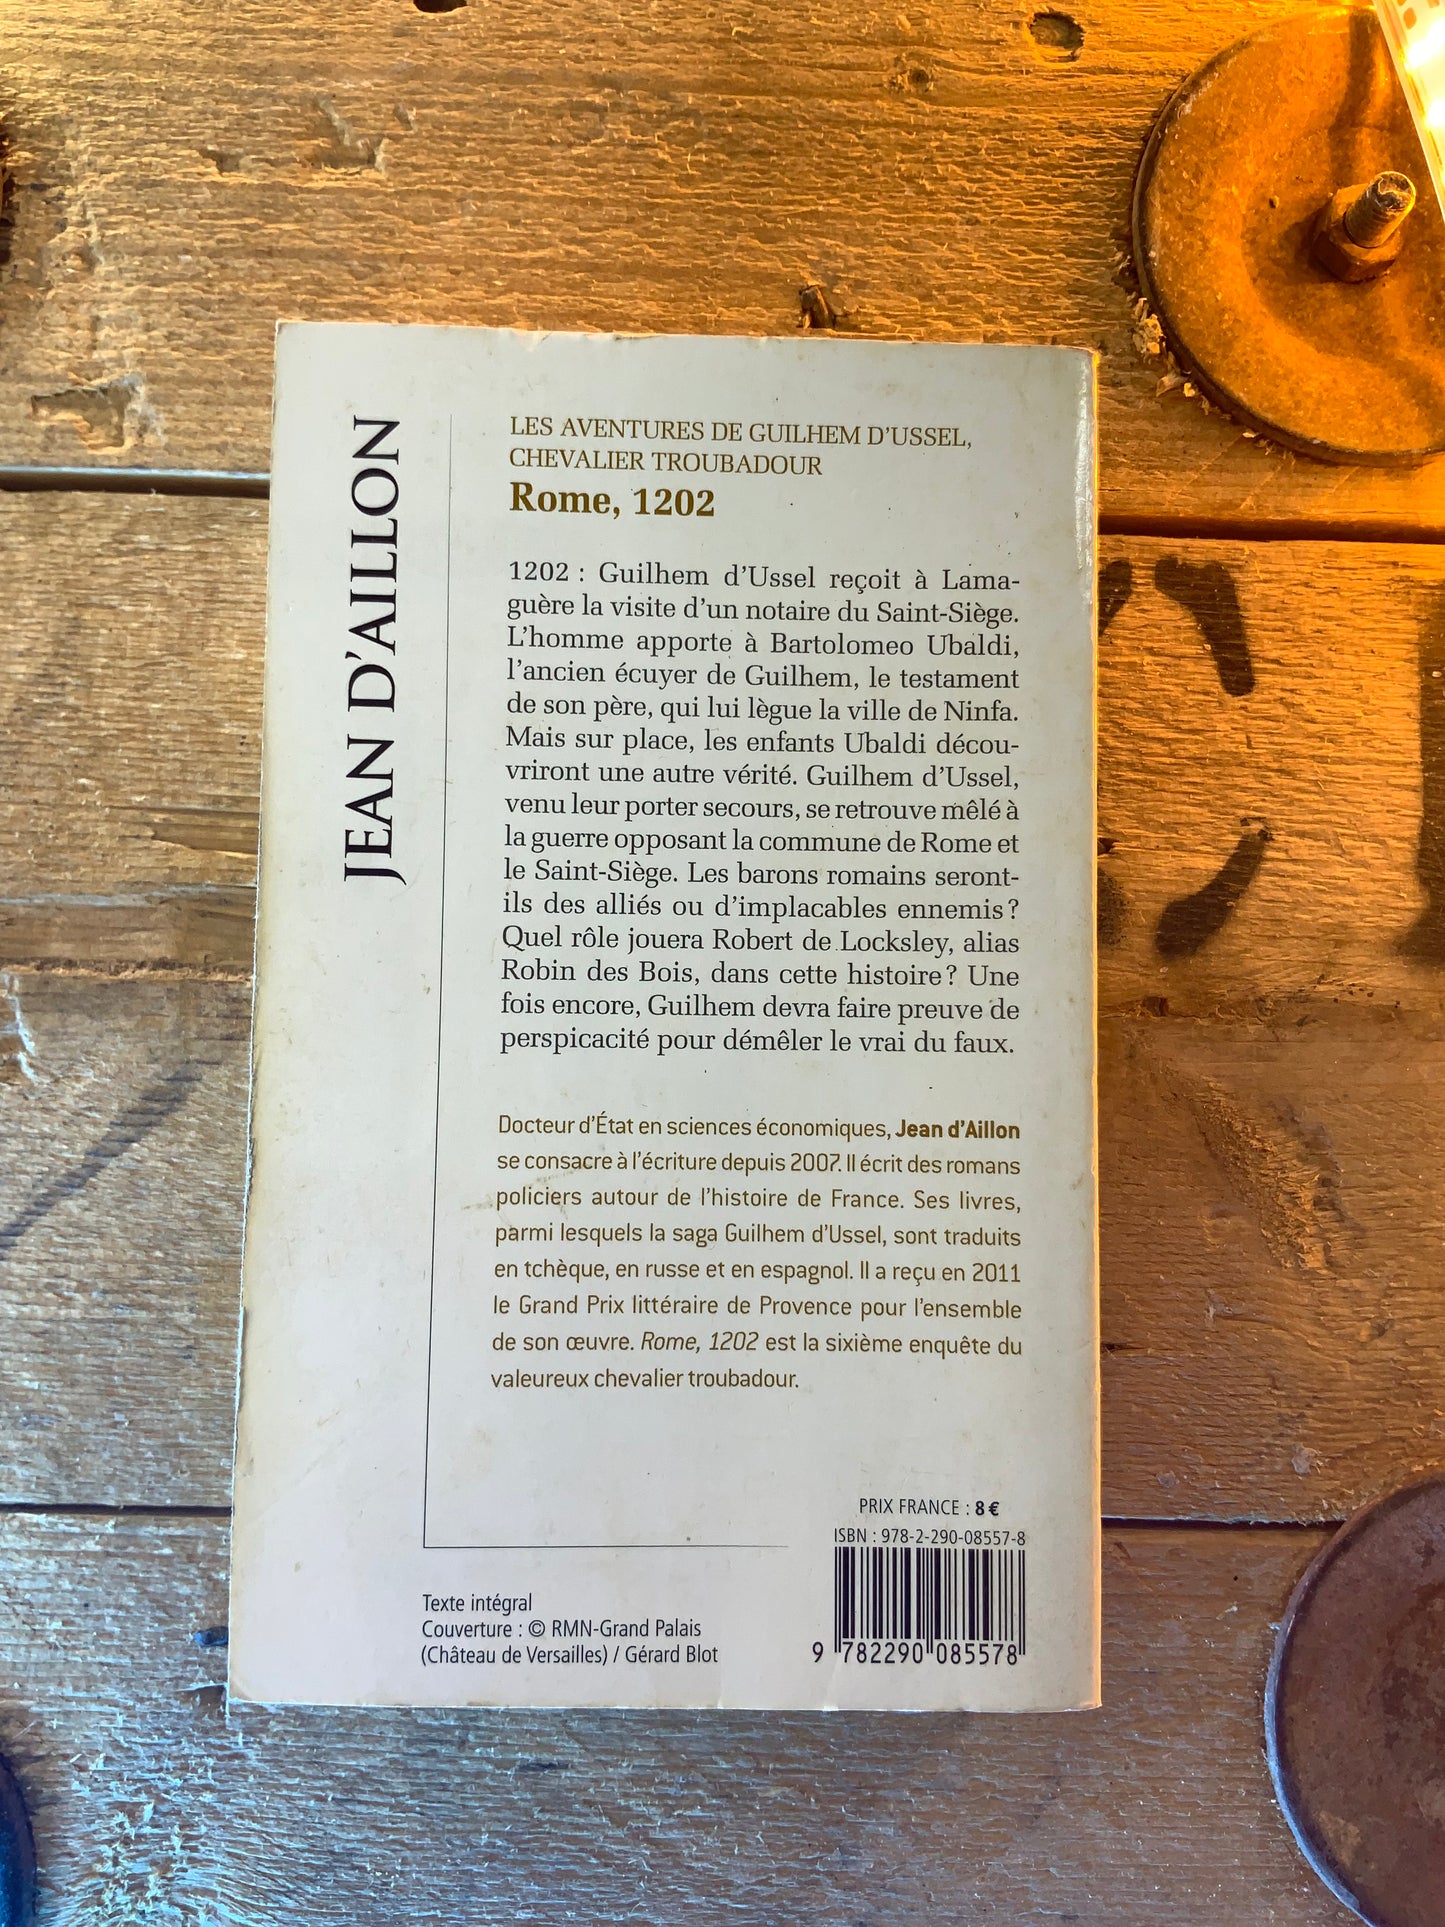 JEAN D'AILLON
LES AVENTURES DE GUILHEM D'USSEL,
CHEVALIER TROUBADOUR
Rome, 1202
1202 : Guilhem d'Ussel reçoit à Lama-
guère la visite d'un notaire du Saint-Siège.
L'homme apporte à Bartolomeo Ubaldi,
l'ancien écuyer de Guilhem, le testament
de son père, qui lui lègue la ville de Ninfa.
Mais sur place, les enfants Ubaldi décou-
vriront une autre vérité. Guilhem d'Ussel,
venu leur porter secours, se retrouve mêlé à
la guerre opposant la commune de Rome et
le Saint-Siège. Les barons romains seront-
ils des alliés ou d'implacables ennemis ?
Quel rôle jouera Robert de Locksley, alias
Robin des Bois, dans cette histoire ? Une
fois encore, Guilhem devra faire preuve de
perspicacité pour démêler le vrai du faux.
Docteur d'État en sciences économiques, Jean d'Aillon
se consacre à l'écriture depuis 2007. Il écrit des romans
policiers autour de l'histoire de France. Ses livres,
parmi lesquels la saga Guilhem d'Ussel, sont traduits
en tchèque, en russe et en espagnol. Il a reçu en 2011
le Grand Prix littéraire de Provence pour l'ensemble
de son œuvre. Rome, 1202 est la sixième enquête du
valeureux chevalier troubadour.
PRIX FRANCE : 8 €
ISBN : 978-2-290-08557-8
9 782290 085578
Texte intégral
Couverture : © RMN-Grand Palais
(Château de Versailles) / Gérard Blot